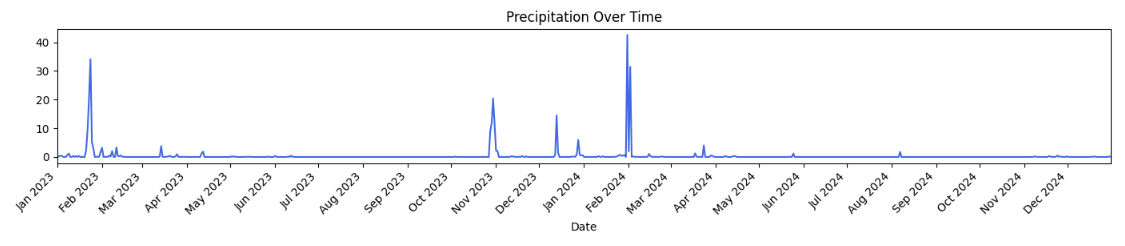 Precipitation Over Time
40
30
20
10
0
Jan 2023
Feb 2023
Mar 2023
Apr 2023
May 2023
Jun 2023
Jul 2023
Aug 2023
Sep 2023
Oct 2023
Nov 2023
Dec 2023
Jan 2024
Feb 2024
Mar 2024
Apr 2024
May 2024
Jun 2024
Jul 2024
Aug 2024
Sep 2024
Oct 2024
Nov 2024
Dec 2024
Date